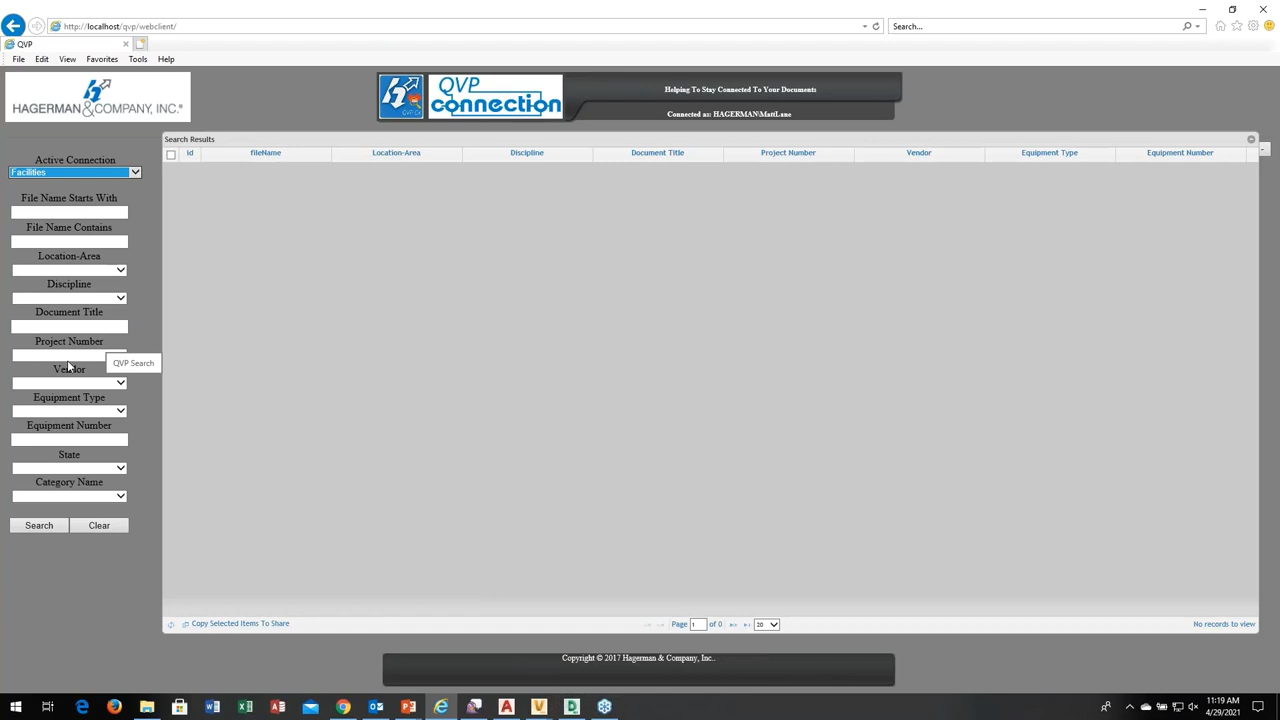 http://localhost/qvp/webclient/
Search...
QVP
File Edit View Favorites Tools Help
HAGERMAN & COMPANY, INC.®
QVP connection
Helping To Stay Connected To Your Documents
Connected as: HAGERMAN\MattLane
Search Results
id fileName Location-Area Discipline Document Title Project Number Vendor Equipment Type Equipment Number
Active Connection
Facilities
File Name Starts With
File Name Contains
Location-Area
Discipline
Document Title
Project Number
QVP Search
Vendor
Equipment Type
Equipment Number
State
Category Name
Search Clear
Copy Selected Items To Share
Page 1 of 0 20
No records to view
Copyright © 2017 Hagerman & Company, Inc..
11:19 AM
4/29/2021